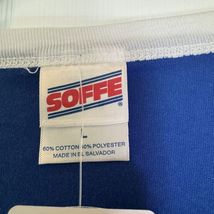 SOFFE®
L
60% COTTON 40% POLYESTER
MADE IN EL SALVADOR